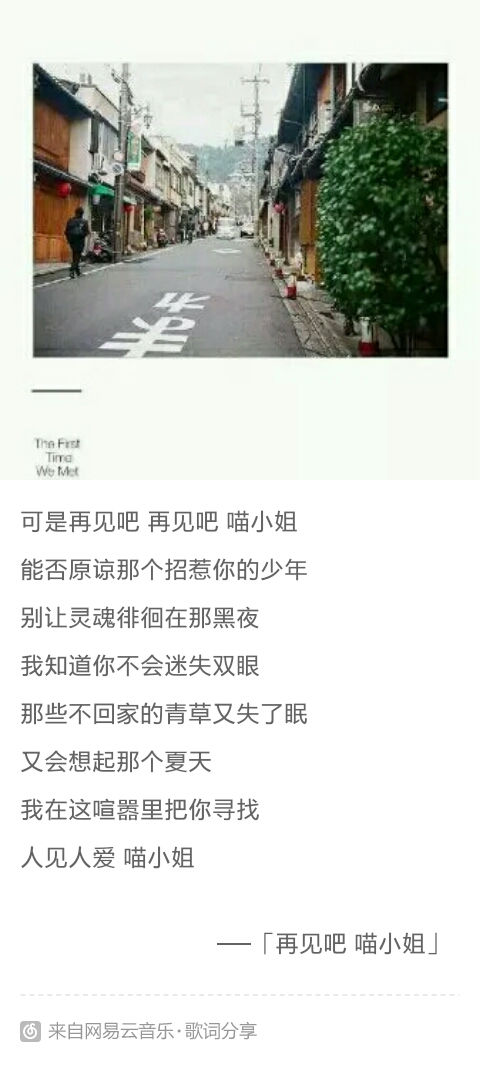 The First
Time
We Met
可是再见吧 再见吧 喵小姐
能否原谅那个招惹你的少年
别让灵魂徘徊在那黑夜
我知道你不会迷失双眼
那些不回家的青草又失了眠
又会想起那个夏天
我在这喧嚣里把你寻找
人见人爱 喵小姐
——「再见吧 喵小姐」
来自网易云音乐·歌词分享